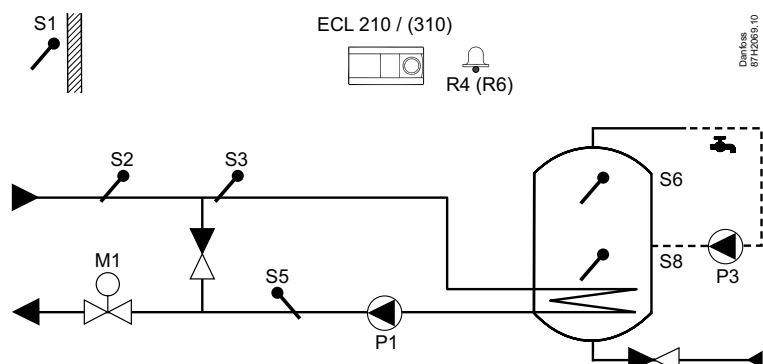 S1
ECL 210 / (310)
R4 (R6)
Danfoss
87H2069.10
S2
S3
S6
S8
P3
M1
S5
P1